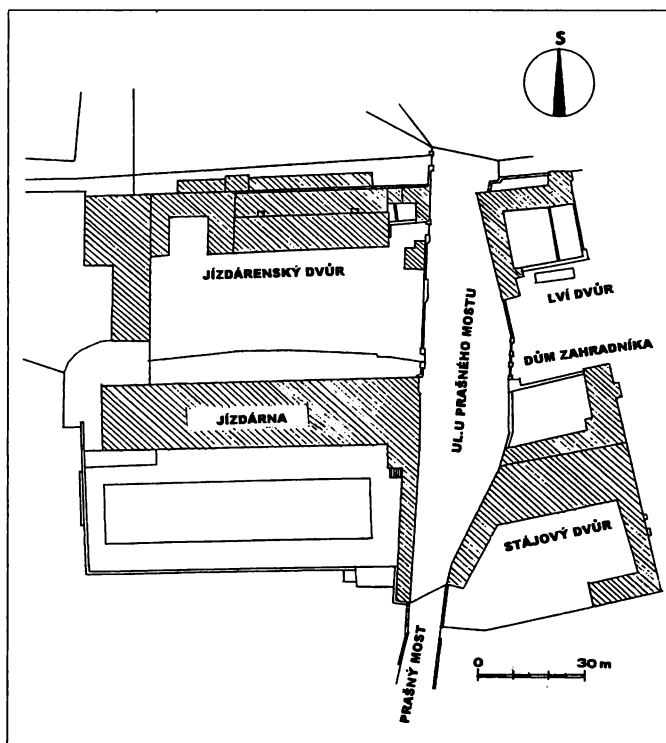 S
JÍZDÁRENSKÝ DVŮR
LVÍ DVŮR
UL.U PRAŠNÉHO MOSTU
DŮM ZAHRADNÍKA
JÍZDÁRNA
STÁJOVÝ DVŮR
PRAŠNÝ MOST
0 30 m